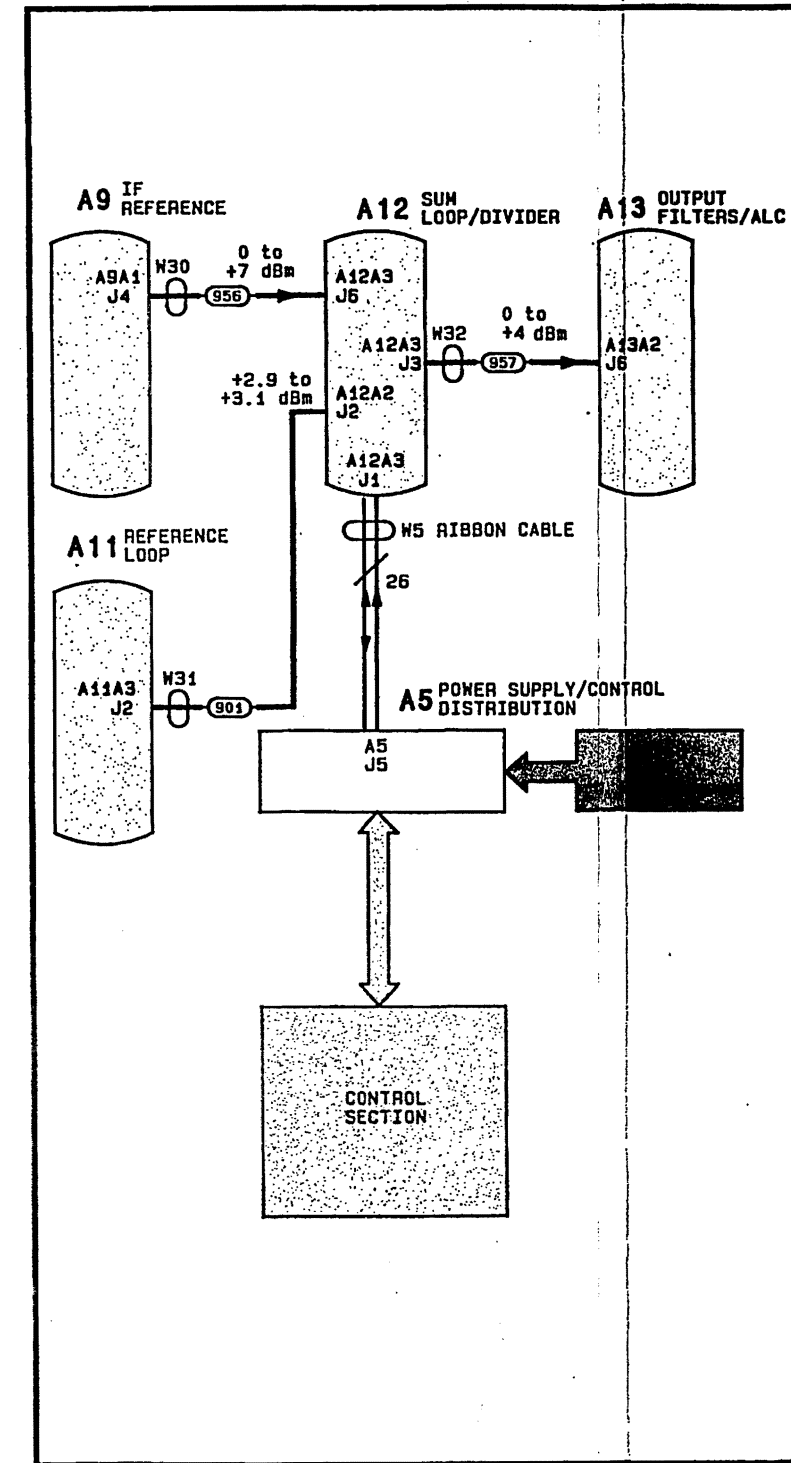 A9 IF
REFERENCE
A12 SUM
LOOP/DIVIDER
A13 OUTPUT
FILTERS/ALC
A9A1
J4
W30
0 to
+7 dBm
956
A12A3
J6
A12A3
J3
W32
0 to
+4 dBm
957
A13A2
J6
+2.9 to
+3.1 dBm
A12A2
J2
A12A3
J1
W5 RIBBON CABLE
26
A11 REFERENCE
LOOP
A11A3
J2
W31
901
A5 POWER SUPPLY/CONTROL
DISTRIBUTION
A5
J5
CONTROL
SECTION